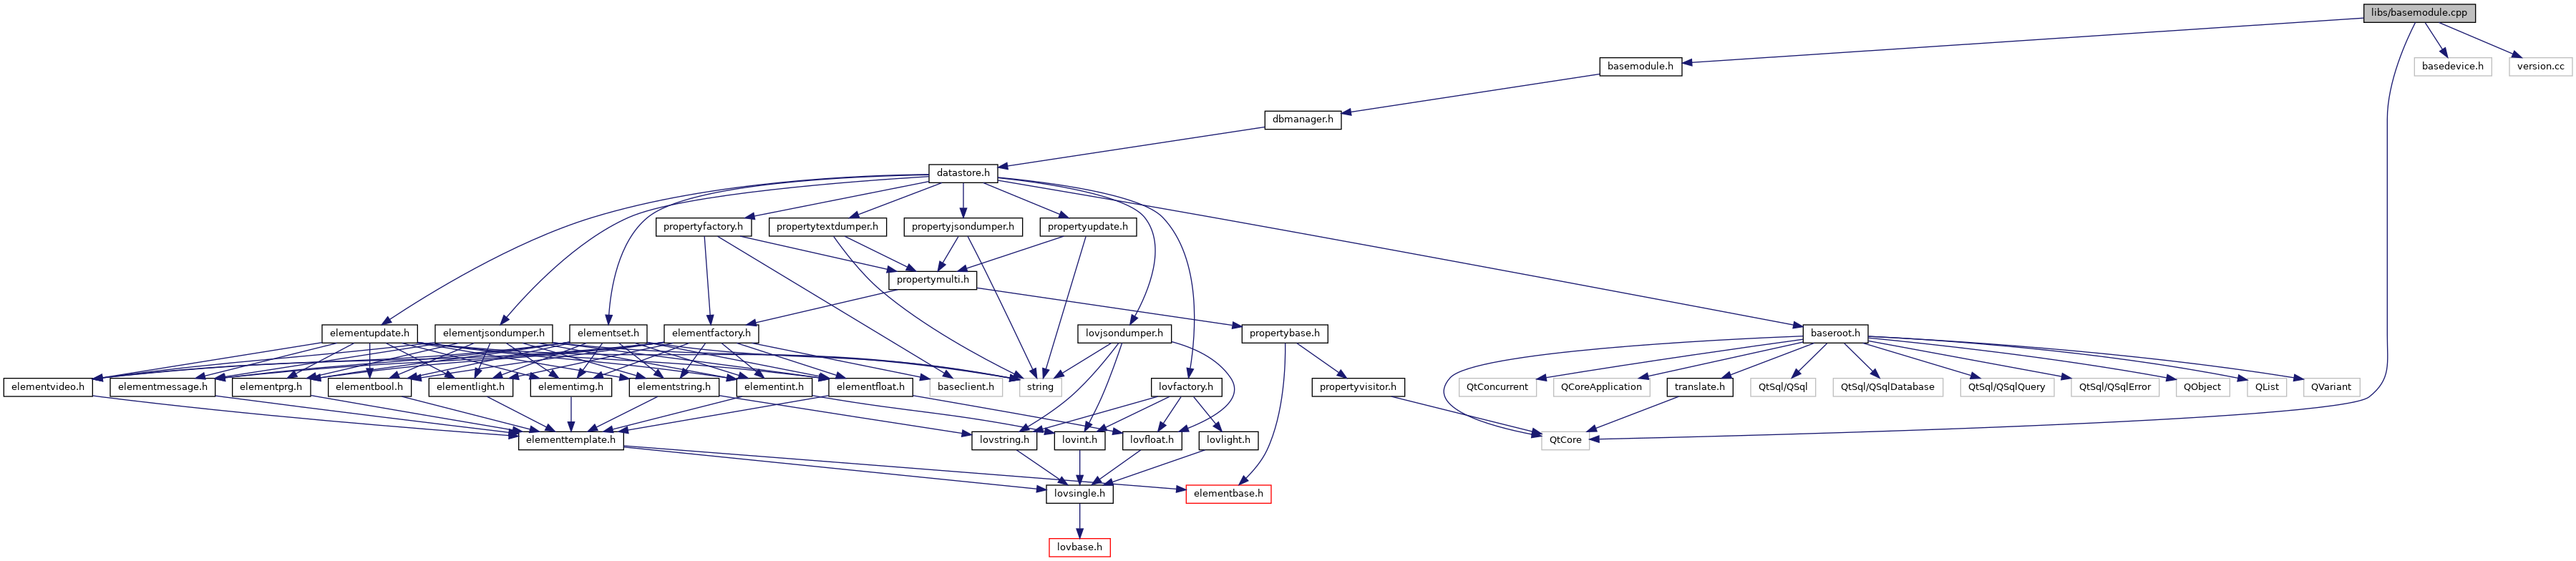 libs/basemodule.cpp
basemodule.h
basedevice.h
version.cc
dbmanager.h
datastore.h
propertyfactory.h
propertytextdumper.h
propertyjsondumper.h
propertyupdate.h
propertymulti.h
elementupdate.h
elementjsondumper.h
elementset.h
elementfactory.h
lovjsondumper.h
propertybase.h
baseroot.h
elementvideo.h
elementmessage.h
elementprg.h
elementbool.h
elementlight.h
elementimg.h
elementstring.h
elementint.h
elementfloat.h
baseclient.h
string
lovfactory.h
propertyvisitor.h
QtConcurrent
QCoreApplication
translate.h
QtSql/QSql
QtSql/QSqlDatabase
QtSql/QSqlQuery
QtSql/QSqlError
QObject
QList
QVariant
elementtemplate.h
lovstring.h
lovint.h
lovfloat.h
lovlight.h
QtCore
lovsingle.h
elementbase.h
lovbase.h